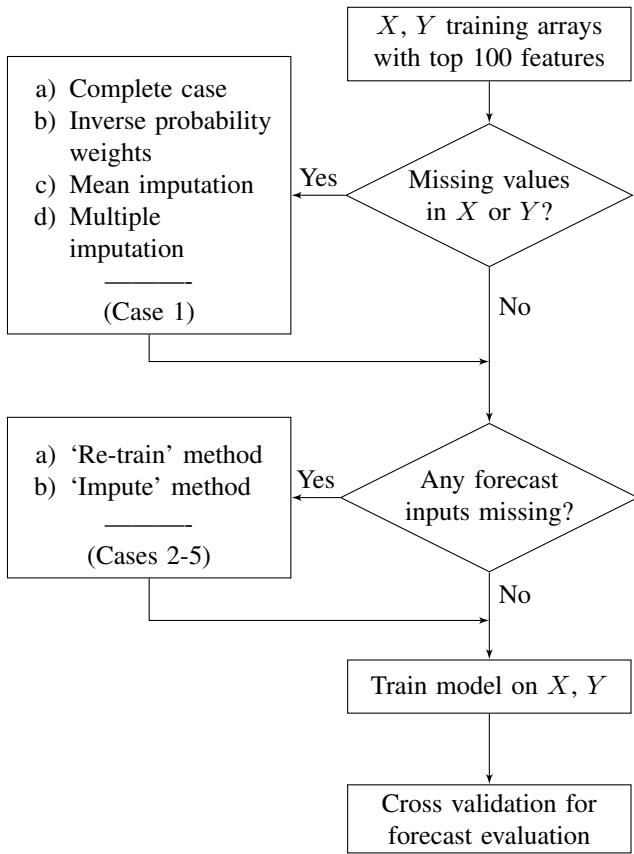 X, Y training arrays
with top 100 features
a) Complete case
b) Inverse probability
weights
c) Mean imputation
d) Multiple
imputation
(Case 1)
Yes
Missing values
in X or Y?
No
a) ‘Re-train’ method
b) ‘Impute’ method
(Cases 2-5)
Yes
Any forecast
inputs missing?
No
Train model on X, Y
Cross validation for
forecast evaluation